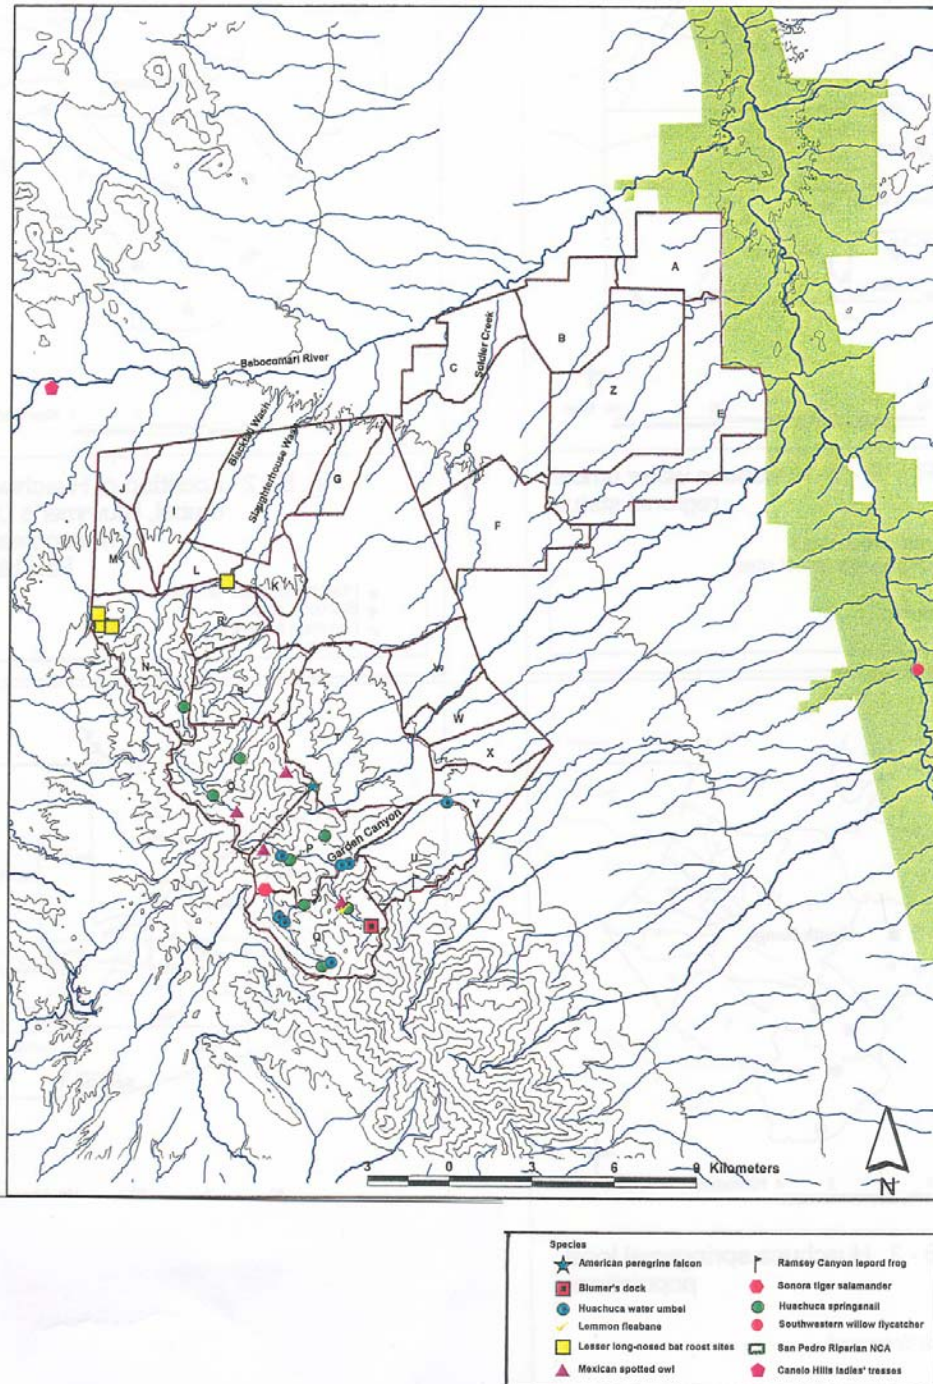 A
B
Babocomari River
C
Soldier Creek
Z
E
Blacktail Wash
Slaughterhouse Wash
D
J
G
F
M
L
K
R
N
S
V
W
X
O
Y
P
Garden Canyon
U
Q
3 0 3 6 9 Kilometers
N
Species
American peregrine falcon
Blumer's dock
Huachuca water umbel
Lemmon fleabane
Lesser long-nosed bat roost sites
Mexican spotted owl
Ramsey Canyon lepord frog
Sonora tiger salamander
Huachuca springsnail
Southwestern willow flycatcher
San Pedro Riparian NCA
Canelo Hills ladies' tresses